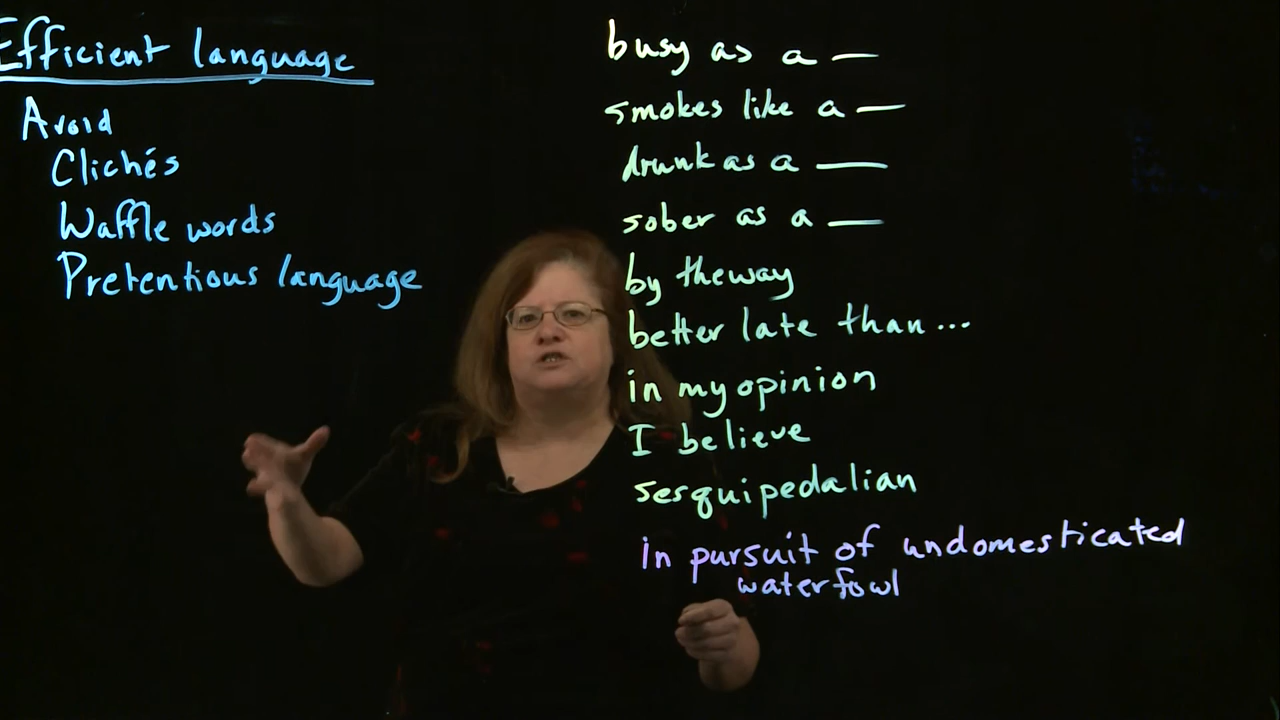 Efficient language
Avoid
Clichés
Waffle words
Pretentious language
busy as a —
smokes like a —
drunk as a —
sober as a —
by the way
better late than...
in my opinion
I believe
sesquipedalian
in pursuit of undomesticated
waterfowl